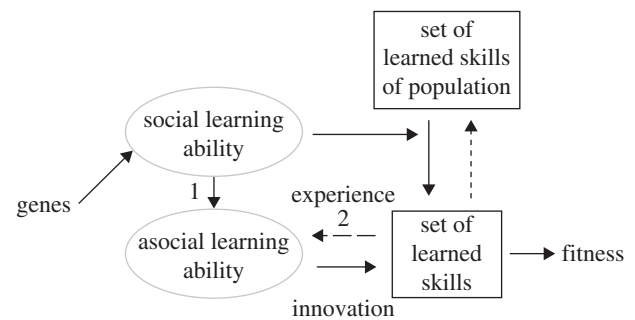 set of
learned skills
of population
social learning
ability
genes
1
experience
2
asocial learning
ability
set of
learned
skills
fitness
innovation